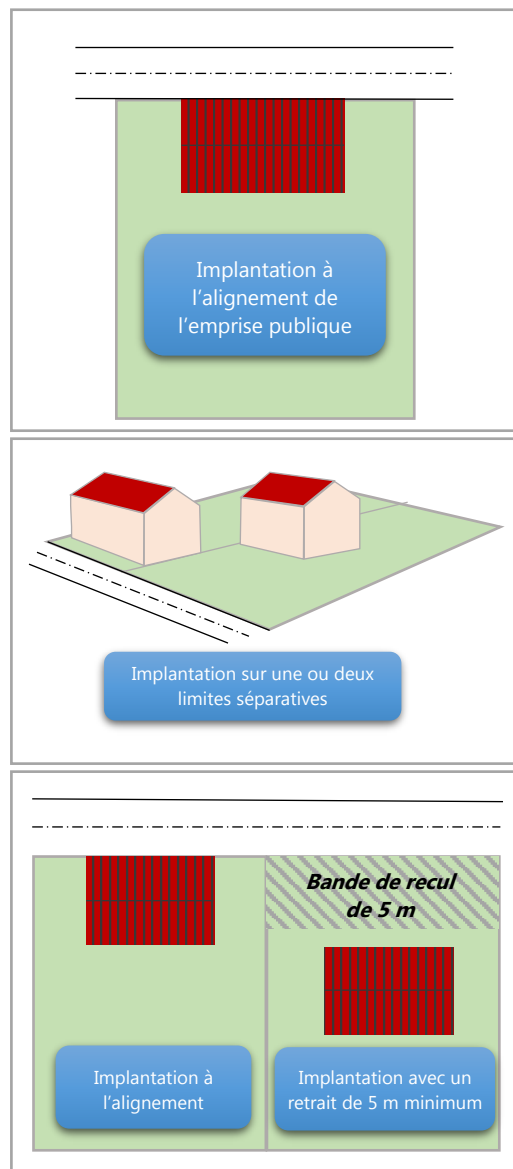 Implantation à
l'alignement de
l'emprise publique
Implantation sur une ou deux
limites séparatives
Bande de recul
de 5 m
Implantation à
l'alignement
Implantation avec un
retrait de 5 m minimum